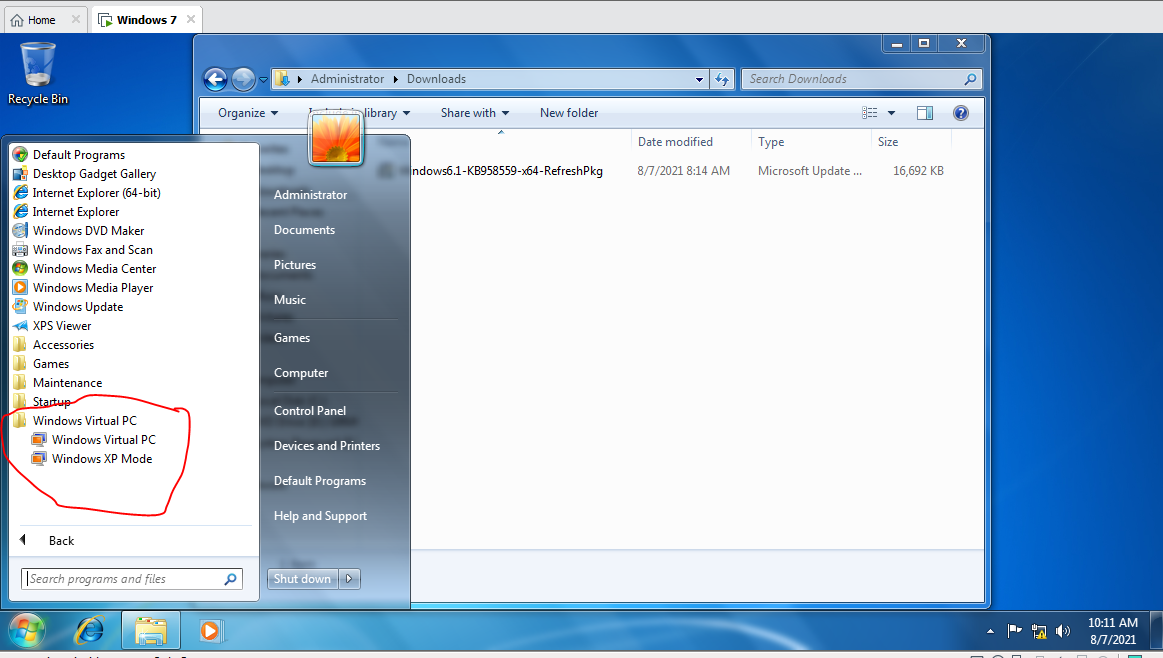 Home
Windows 7
Recycle Bin
Administrator
Downloads
Search Downloads
Organize
Include in library
Share with
New folder
Date modified
Type
Size
ndows6.1-KB958559-x64-RefreshPkg
8/7/2021 8:14 AM
Microsoft Update ...
16,692 KB
Default Programs
Desktop Gadget Gallery
Internet Explorer (64-bit)
Internet Explorer
Windows DVD Maker
Windows Fax and Scan
Windows Media Center
Windows Media Player
Windows Update
XPS Viewer
Accessories
Games
Maintenance
Startup
Windows Virtual PC
Windows Virtual PC
Windows XP Mode
Back
Search programs and files
Administrator
Documents
Pictures
Music
Games
Computer
Control Panel
Devices and Printers
Default Programs
Help and Support
Shut down
10:11 AM
8/7/2021